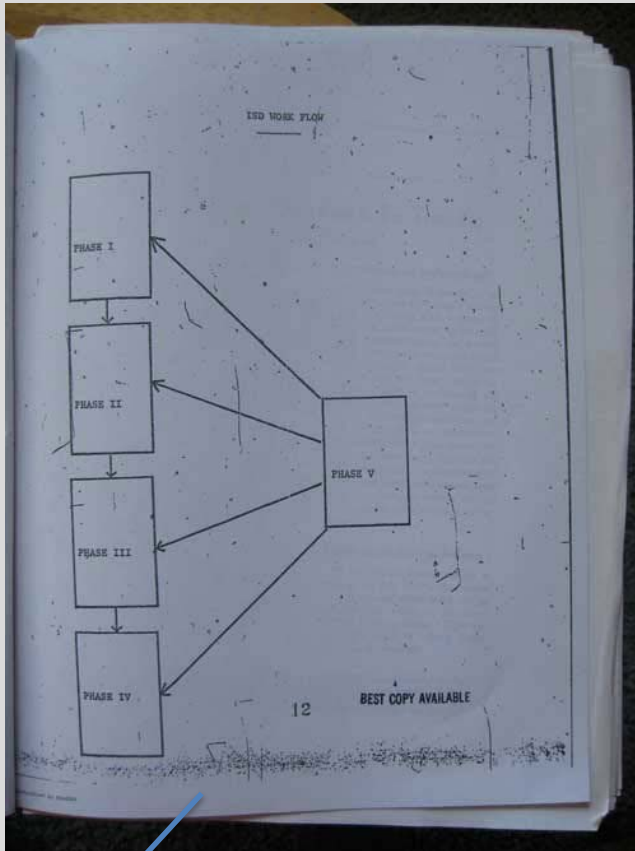 ISD WORK FLOW
PHASE I
PHASE II
PHASE III
PHASE IV
PHASE V
12
BEST COPY AVAILABLE